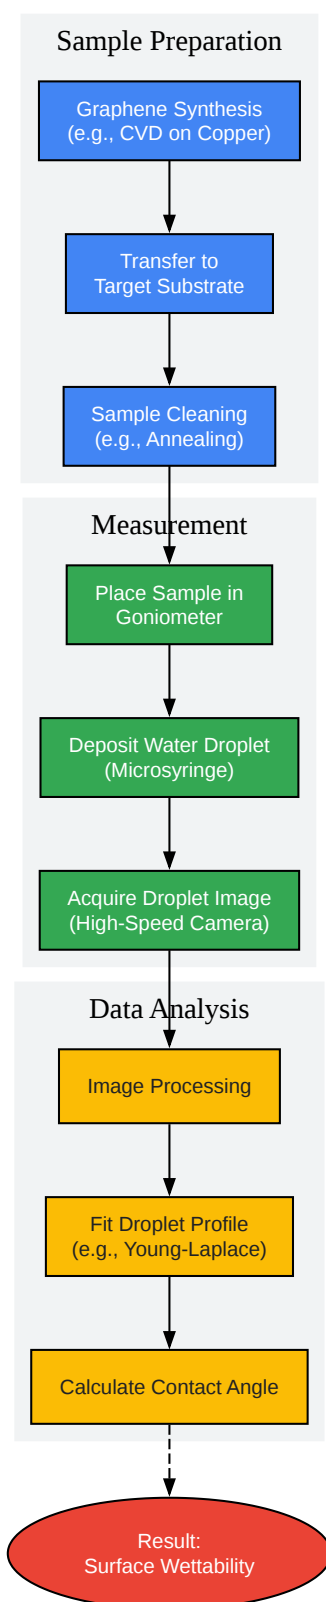 Sample Preparation
Graphene Synthesis
(e.g., CVD on Copper)
Transfer to
Target Substrate
Sample Cleaning
(e.g., Annealing)
Measurement
Place Sample in
Goniometer
Deposit Water Droplet
(Microsyringe)
Acquire Droplet Image
(High-Speed Camera)
Data Analysis
Image Processing
Fit Droplet Profile
(e.g., Young-Laplace)
Calculate Contact Angle
Result:
Surface Wettability